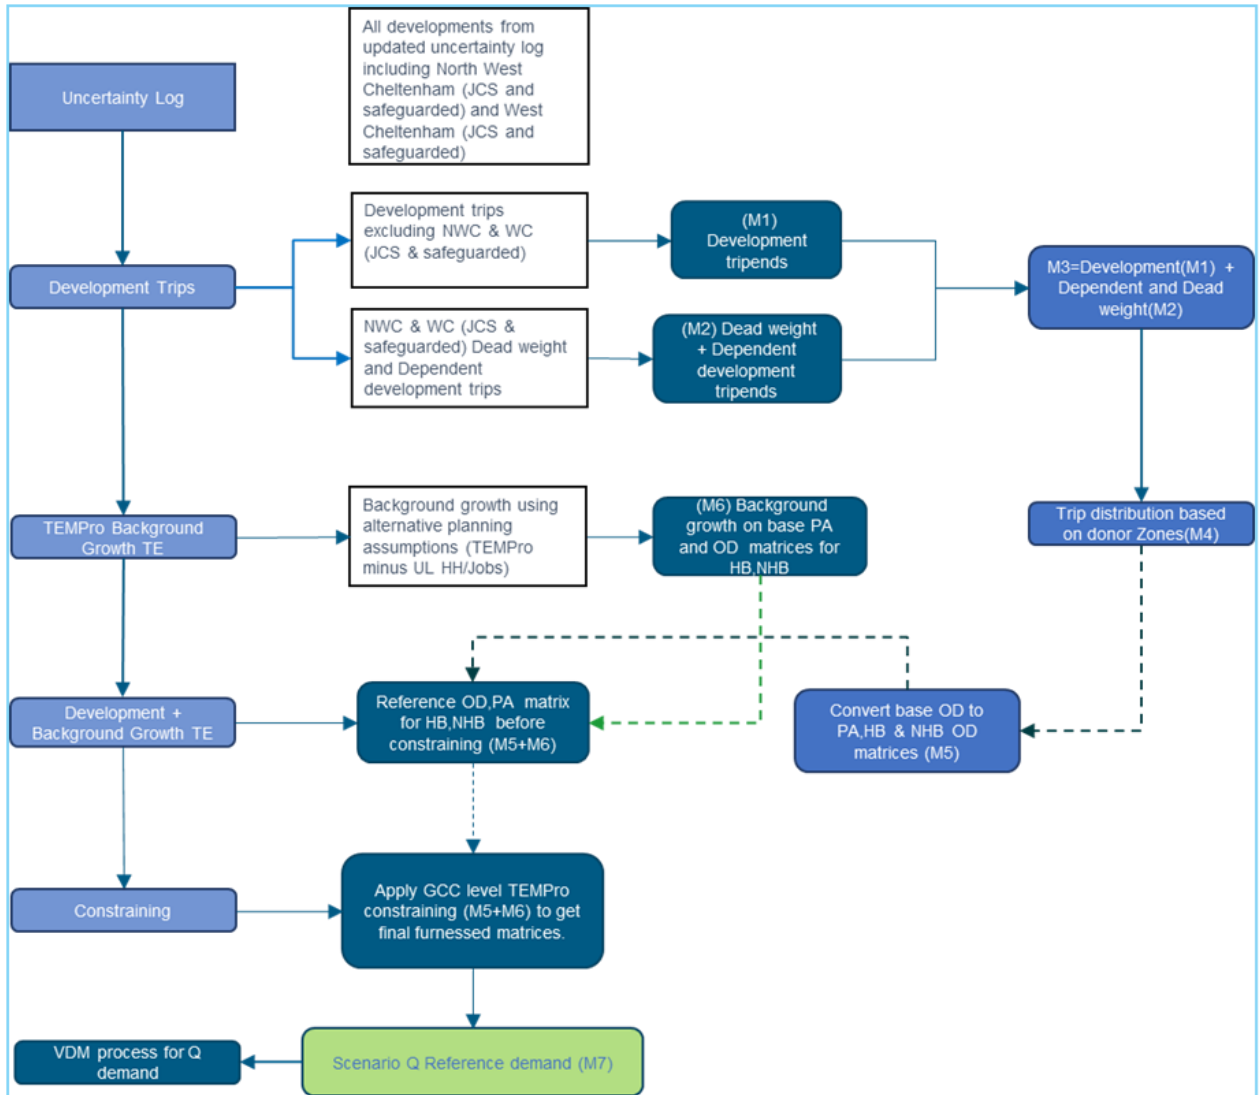 All developments from
updated uncertainty log
including North West
Cheltenham (JCS and
safeguarded) and West
Cheltenham (JCS and
safeguarded)
Uncertainty Log
Development trips
excluding NWC & WC
(JCS & safeguarded)
(M1)
Development
tripends
Development Trips
M3=Development(M1) +
Dependent and Dead
weight(M2)
NWC & WC (JCS &
safeguarded) Dead weight
and Dependent
development trips
(M2) Dead weight
+ Dependent
development
tripends
TEMPro Background
Growth TE
Background growth using
alternative planning
assumptions (TEMPro
minus UL HH/Jobs)
(M6) Background
growth on base PA
and OD matrices for
HB,NHB
Trip distribution based
on donor Zones(M4)
Development +
Background Growth TE
Reference OD,PA matrix
for HB,NHB before
constraining (M5+M6)
Convert base OD to
PA,HB & NHB OD
matrices (M5)
Constraining
Apply GCC level TEMPro
constraining (M5+M6) to get
final furnessed matrices.
VDM process for Q
demand
Scenario Q Reference demand (M7)